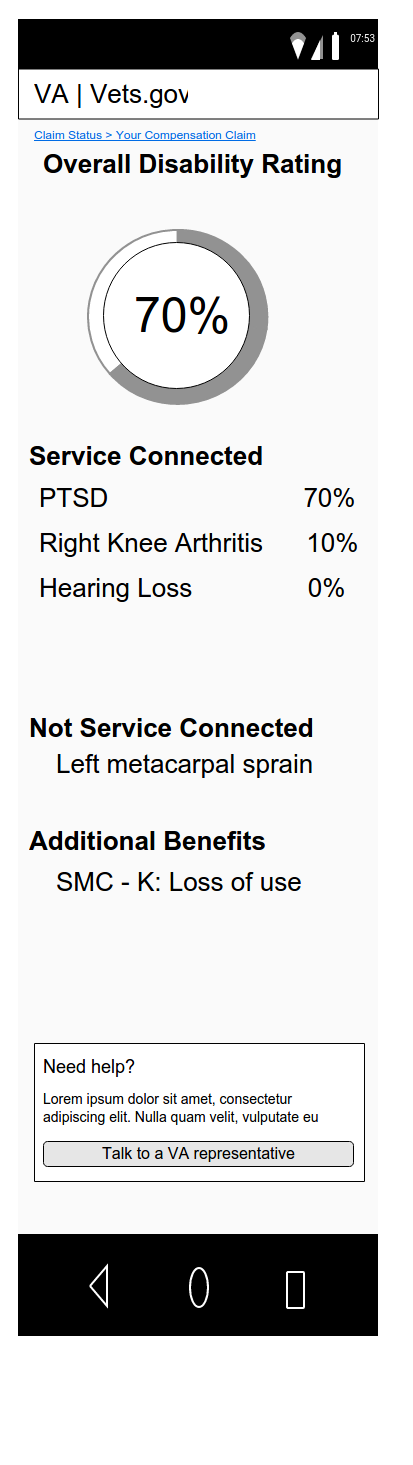 07:53
VA | Vets.gov
Claim Status > Your Compensation Claim
Overall Disability Rating
70%
Service Connected
PTSD 70%
Right Knee Arthritis 10%
Hearing Loss 0%
Not Service Connected
Left metacarpal sprain
Additional Benefits
SMC - K: Loss of use
Need help?
Lorem ipsum dolor sit amet, consectetur
adipiscing elit. Nulla quam velit, vulputate eu
Talk to a VA representative